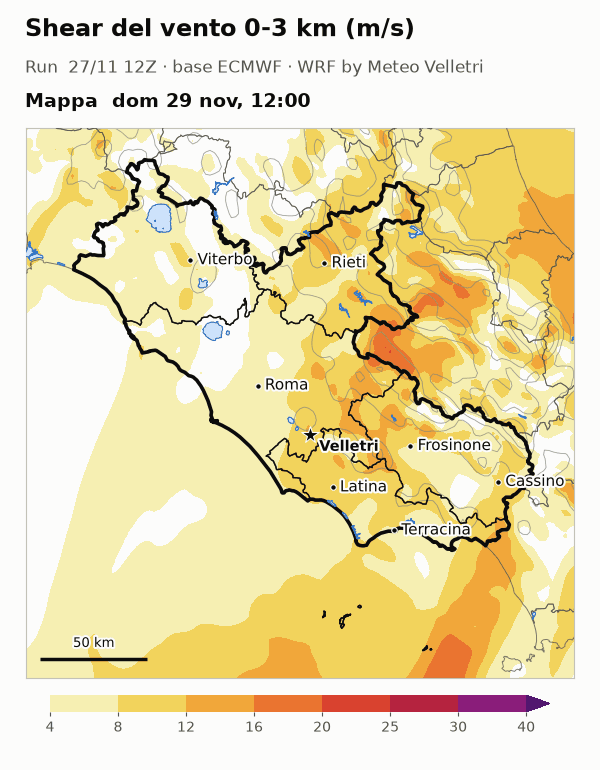 Shear del vento 0-3 km (m/s)
Run  27/11 12Z · base ECMWF · WRF by Meteo Velletri
Mappa  dom 29 nov, 12:00
Viterbo
Rieti
Roma
Velletri
Frosinone
Latina
Cassino
Terracina
50 km
4 8 12 16 20 25 30 40